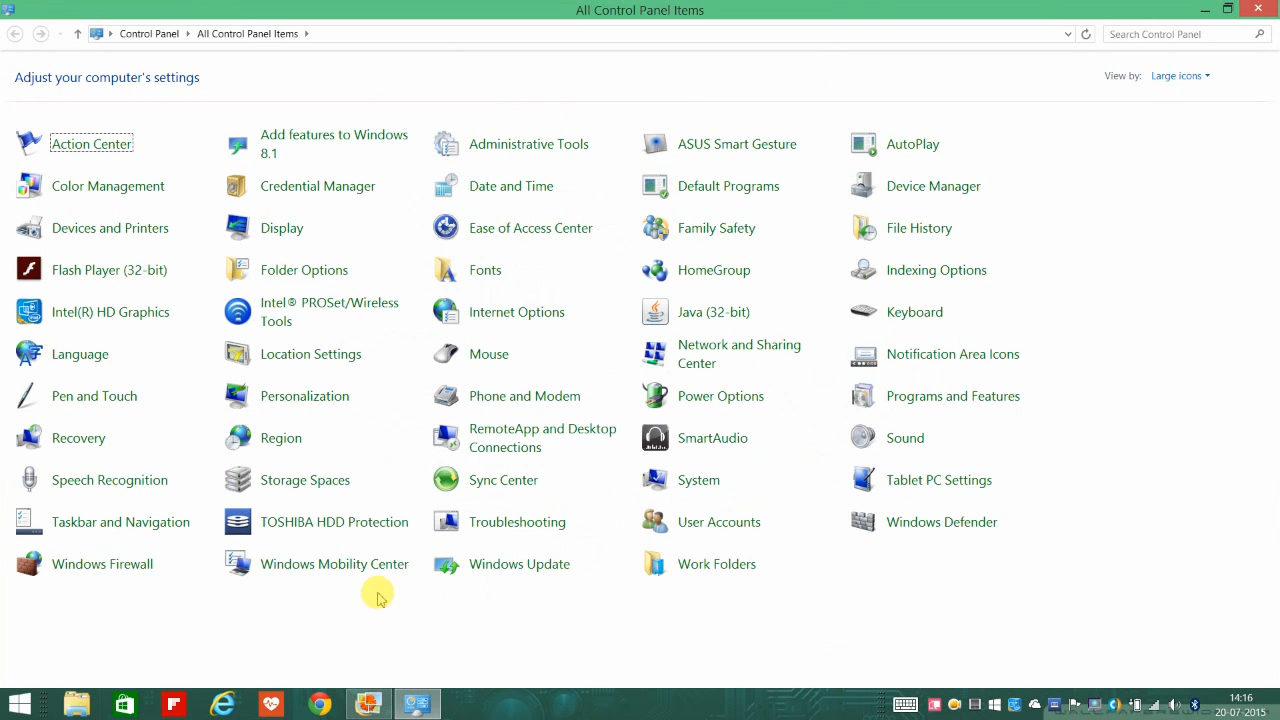 All Control Panel Items
Control Panel All Control Panel Items
Search Control Panel
Adjust your computer's settings
View by: Large icons
Action Center
Add features to Windows
8.1
Administrative Tools
ASUS Smart Gesture
AutoPlay
Color Management
Credential Manager
Date and Time
Default Programs
Device Manager
Devices and Printers
Display
Ease of Access Center
Family Safety
File History
Flash Player (32-bit)
Folder Options
Fonts
HomeGroup
Indexing Options
Intel(R) HD Graphics
Intel® PROSet/Wireless
Tools
Internet Options
Java (32-bit)
Keyboard
Language
Location Settings
Mouse
Network and Sharing
Center
Notification Area Icons
Pen and Touch
Personalization
Phone and Modem
Power Options
Programs and Features
Recovery
Region
RemoteApp and Desktop
Connections
SmartAudio
Sound
Speech Recognition
Storage Spaces
Sync Center
System
Tablet PC Settings
Taskbar and Navigation
TOSHIBA HDD Protection
Troubleshooting
User Accounts
Windows Defender
Windows Firewall
Windows Mobility Center
Windows Update
Work Folders
14:16
20-07-2015